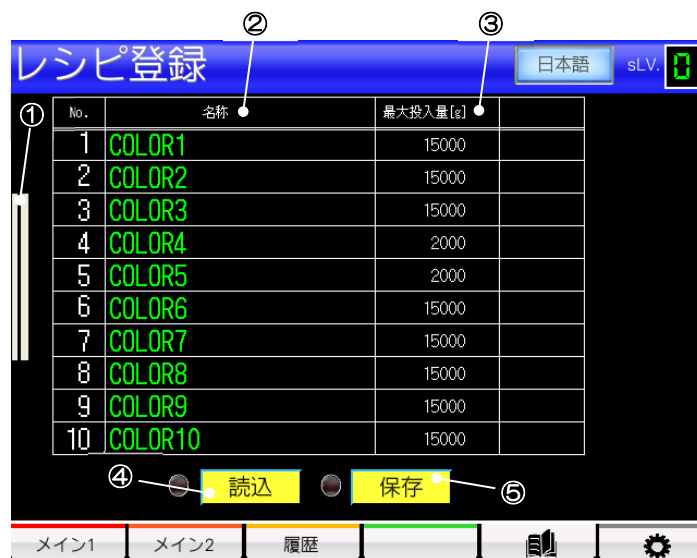 ② ③
レシピ登録 日本語 sLV. 0
① No. 名称 最大投入量[g]
1 COLOR1 15000
2 COLOR2 15000
3 COLOR3 15000
4 COLOR4 2000
5 COLOR5 2000
6 COLOR6 15000
7 COLOR7 15000
8 COLOR8 15000
9 COLOR9 15000
10 COLOR10 15000
④ 読込 保存 ⑤
メイン1 メイン2 履歴